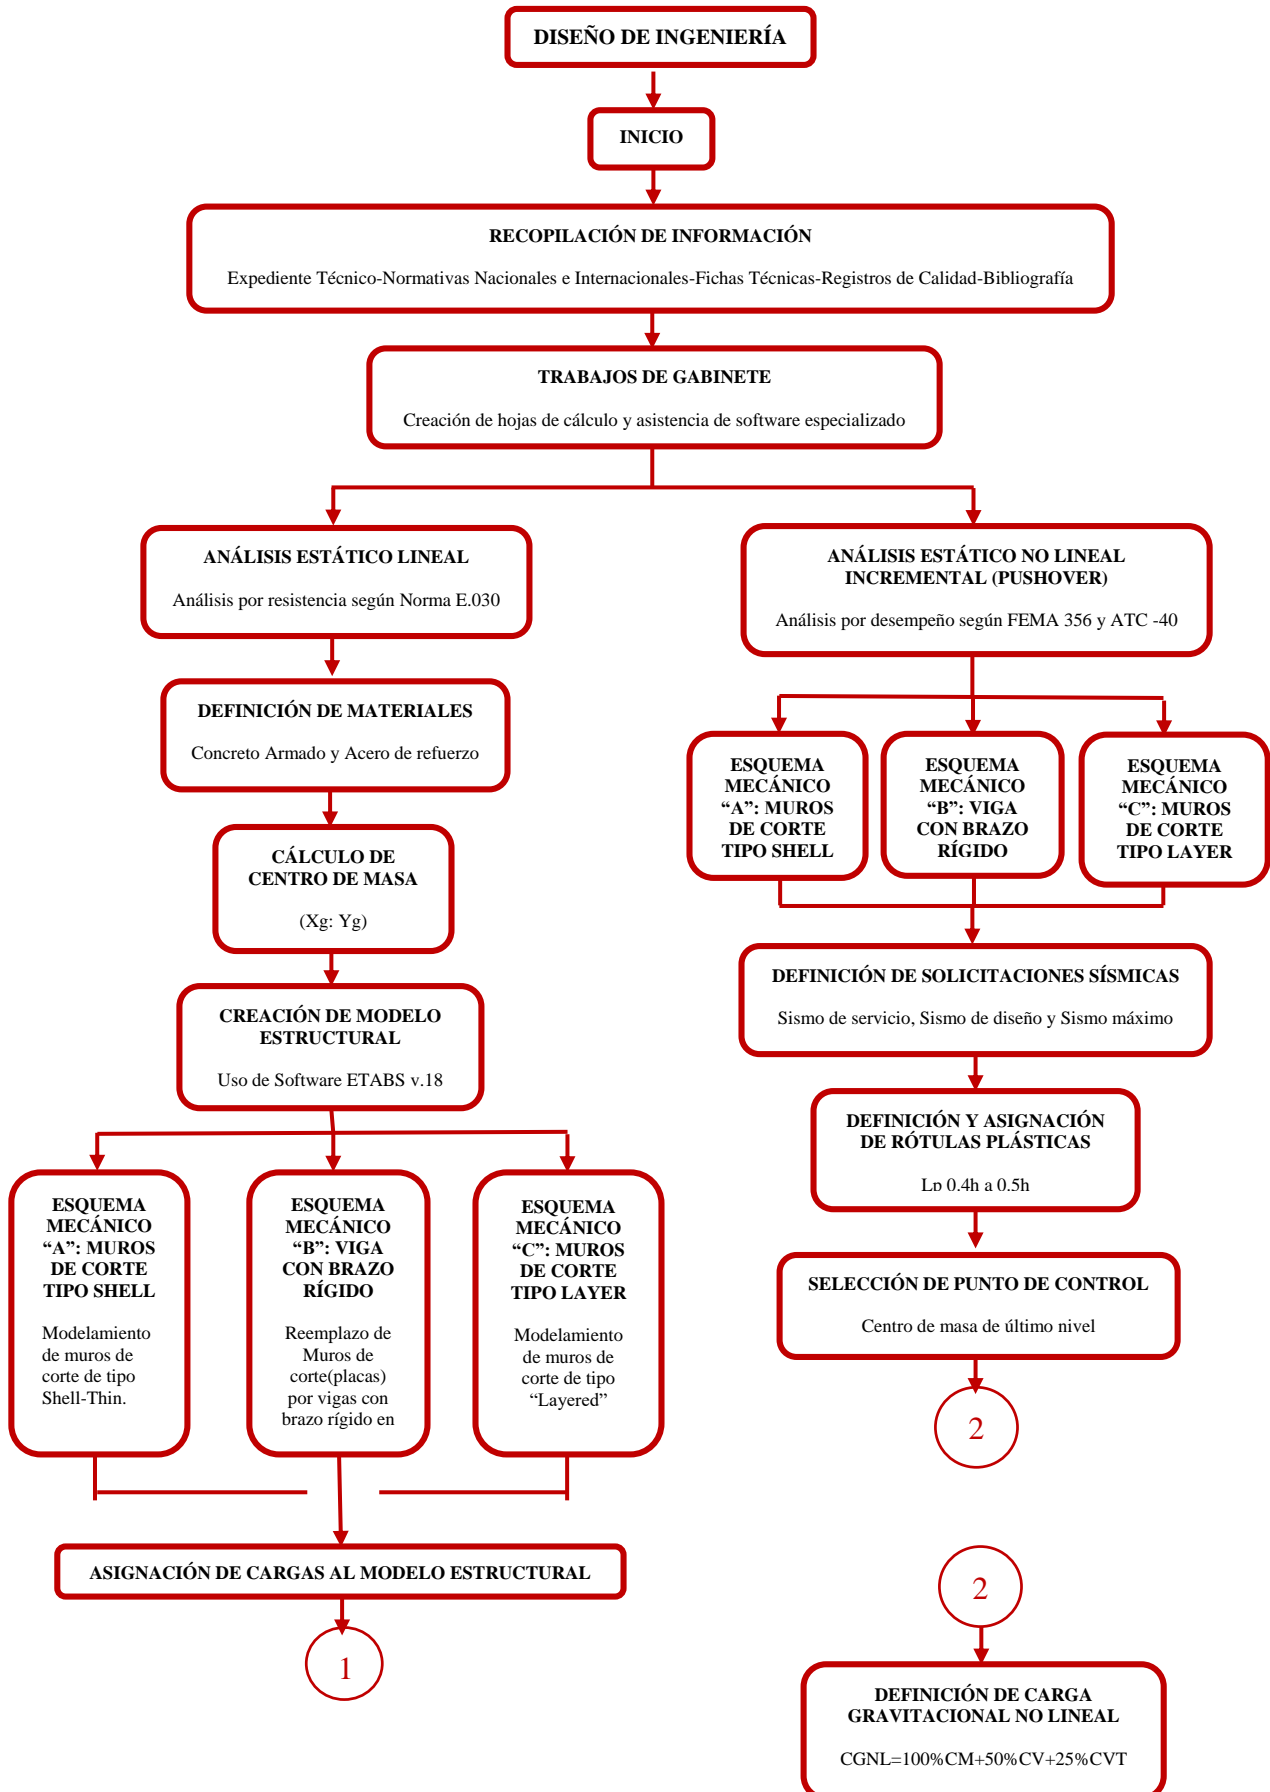 DISEÑO DE INGENIERÍA
INICIO
RECOPILACIÓN DE INFORMACIÓN
Expediente Técnico-Normativas Nacionales e Internacionales-Fichas Técnicas-Registros de Calidad-Bibliografía
TRABAJOS DE GABINETE
Creación de hojas de cálculo y asistencia de software especializado
ANÁLISIS ESTÁTICO LINEAL
Análisis por resistencia según Norma E.030
DEFINICIÓN DE MATERIALES
Concreto Armado y Acero de refuerzo
CÁLCULO DE
CENTRO DE MASA
(Xg: Yg)
CREACIÓN DE MODELO
ESTRUCTURAL
Uso de Software ETABS v.18
ESQUEMA
MECÁNICO
“A”: MUROS
DE CORTE
TIPO SHELL
Modelamiento
de muros de
corte de tipo
Shell-Thin.
ESQUEMA
MECÁNICO
“B”: VIGA
CON BRAZO
RÍGIDO
Reemplazo de
Muros de
corte(placas)
por vigas con
brazo rígido en
ESQUEMA
MECÁNICO
“C”: MUROS
DE CORTE
TIPO LAYER
Modelamiento
de muros de
corte de tipo
“Layered”
ASIGNACIÓN DE CARGAS AL MODELO ESTRUCTURAL
1
ANÁLISIS ESTÁTICO NO LINEAL
INCREMENTAL (PUSHOVER)
Análisis por desempeño según FEMA 356 y ATC -40
ESQUEMA
MECÁNICO
“A”: MUROS
DE CORTE
TIPO SHELL
ESQUEMA
MECÁNICO
“B”: VIGA
CON BRAZO
RÍGIDO
ESQUEMA
MECÁNICO
“C”: MUROS
DE CORTE
TIPO LAYER
DEFINICIÓN DE SOLICITACIONES SÍSMICAS
Sismo de servicio, Sismo de diseño y Sismo máximo
DEFINICIÓN Y ASIGNACIÓN
DE RÓTULAS PLÁSTICAS
Lp 0.4h a 0.5h
SELECCIÓN DE PUNTO DE CONTROL
Centro de masa de último nivel
2
2
DEFINICIÓN DE CARGA
GRAVITACIONAL NO LINEAL
CGNL=100%CM+50%CV+25%CVT